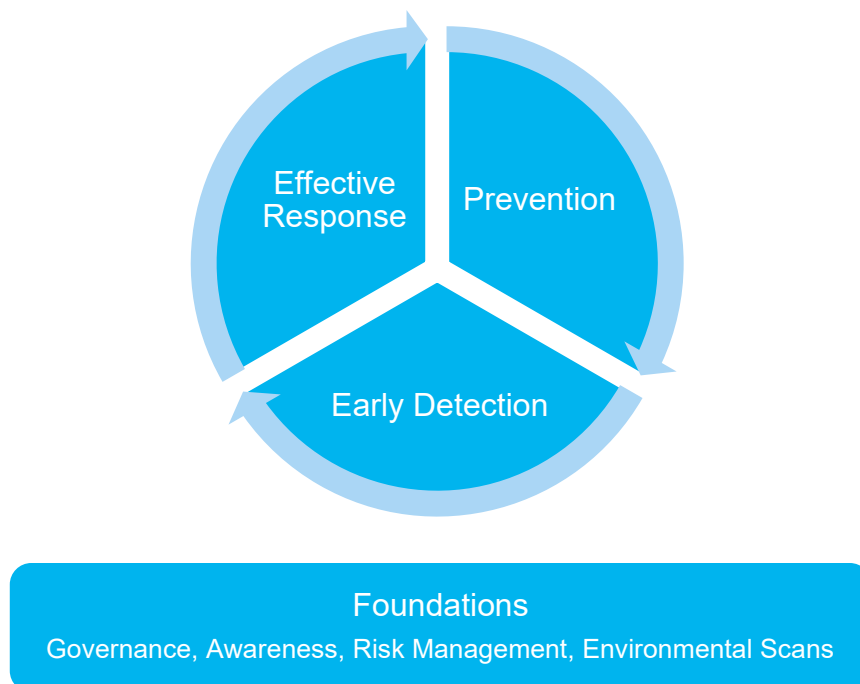 Effective
Response
Prevention
Early Detection
Foundations
Governance, Awareness, Risk Management, Environmental Scans